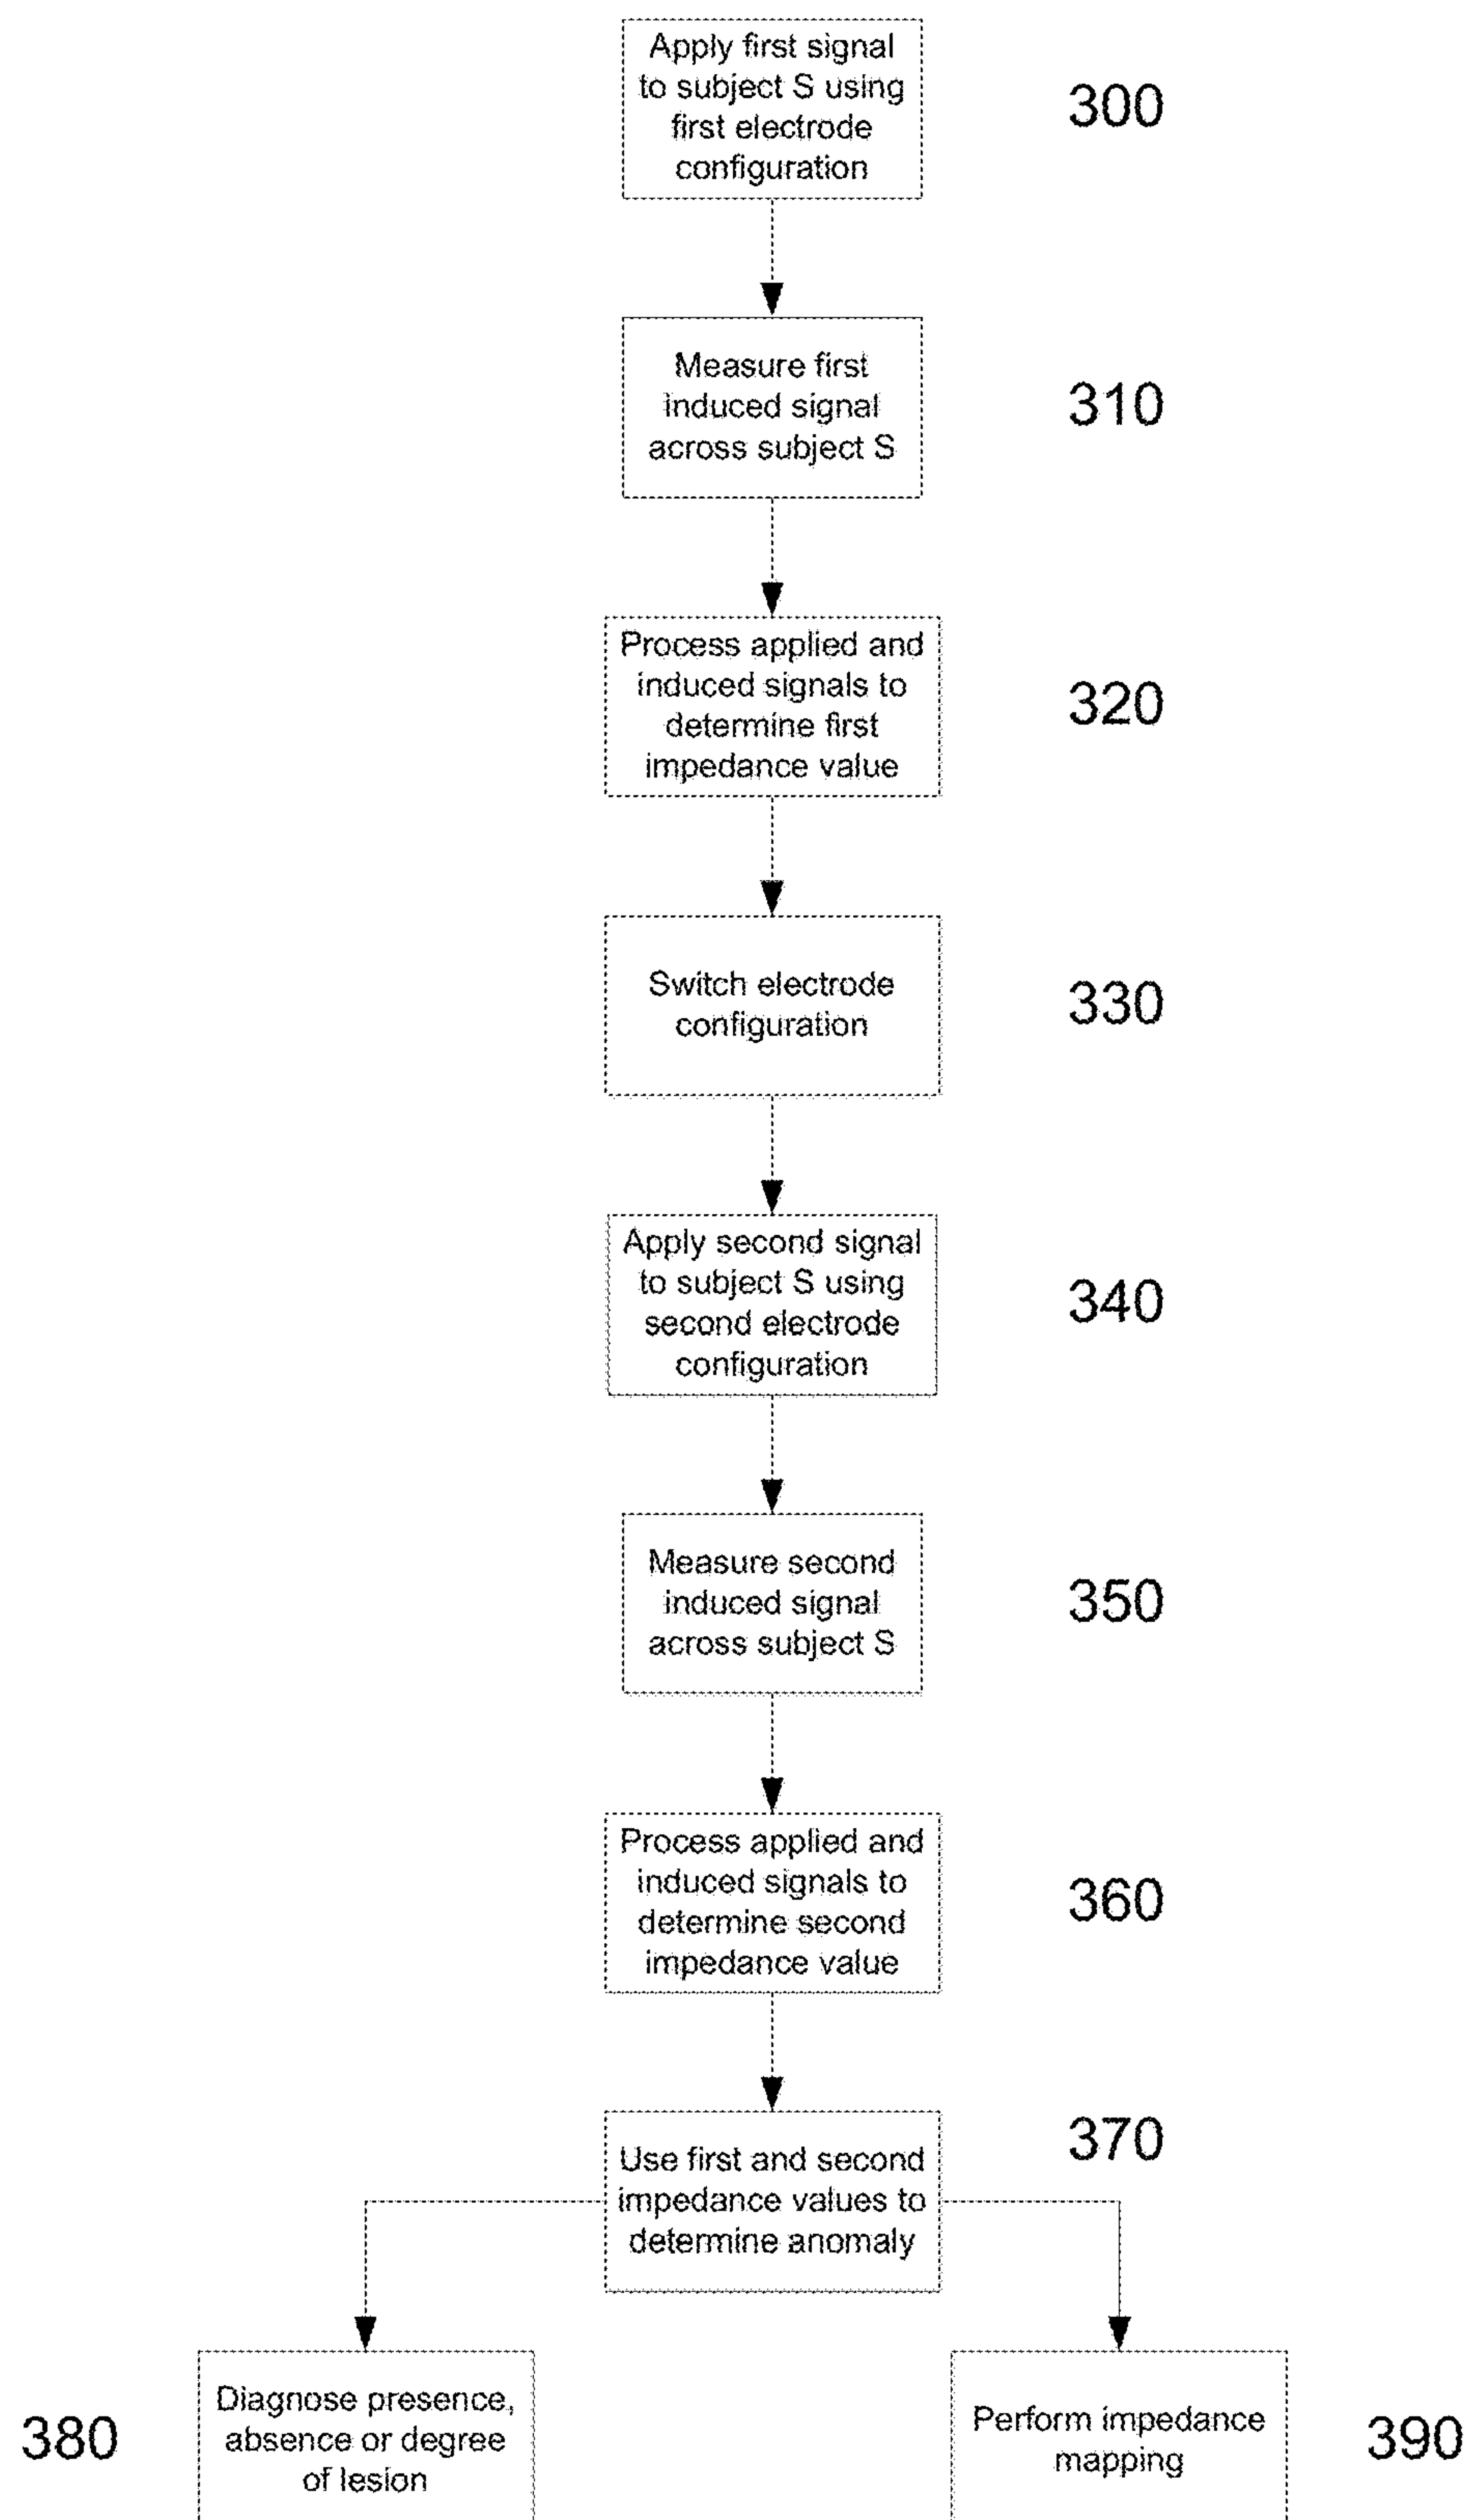 Apply first signal
to subject S using
first electrode
configuration
300
Measure first
induced signal
across subject S
310
Process applied and
induced signals to
determine first
impedance value
320
Switch electrode
configuration
330
Apply second signal
to subject S using
second electrode
configuration
340
Measure second
induced signal
across subject S
350
Process applied and
induced signals to
determine second
impedance value
360
Use first and second
impedance values to
determine anomaly
370
380
Diagnose presence,
absence or degree
of lesion
Perform impedance
mapping
390